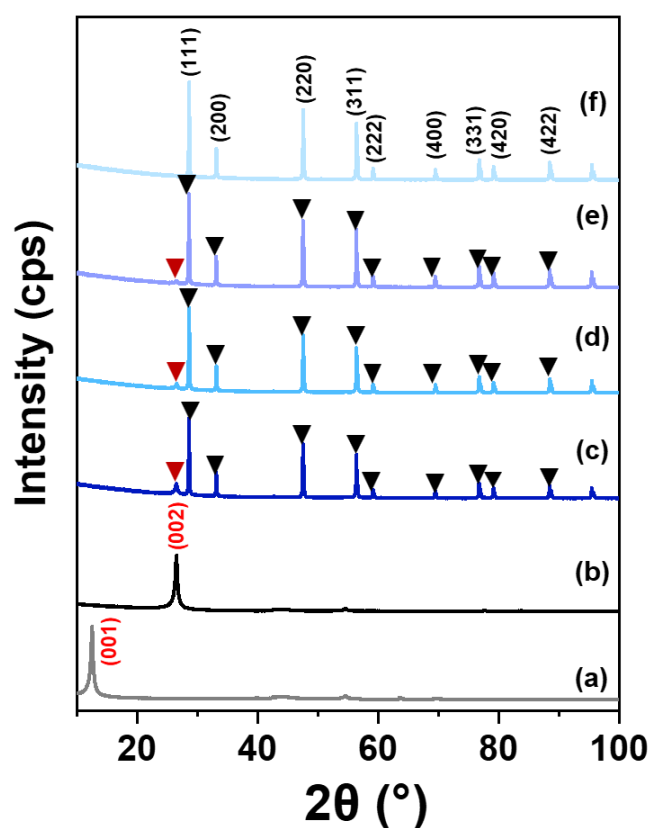 (111)
(200)
(220)
(311)
(222)
(400)
(331)
(420)
(422)
(f)
(e)
(d)
(c)
(002)
(b)
(001)
(a)
Intensity (cps)
20 40 60 80 100
2θ (°)